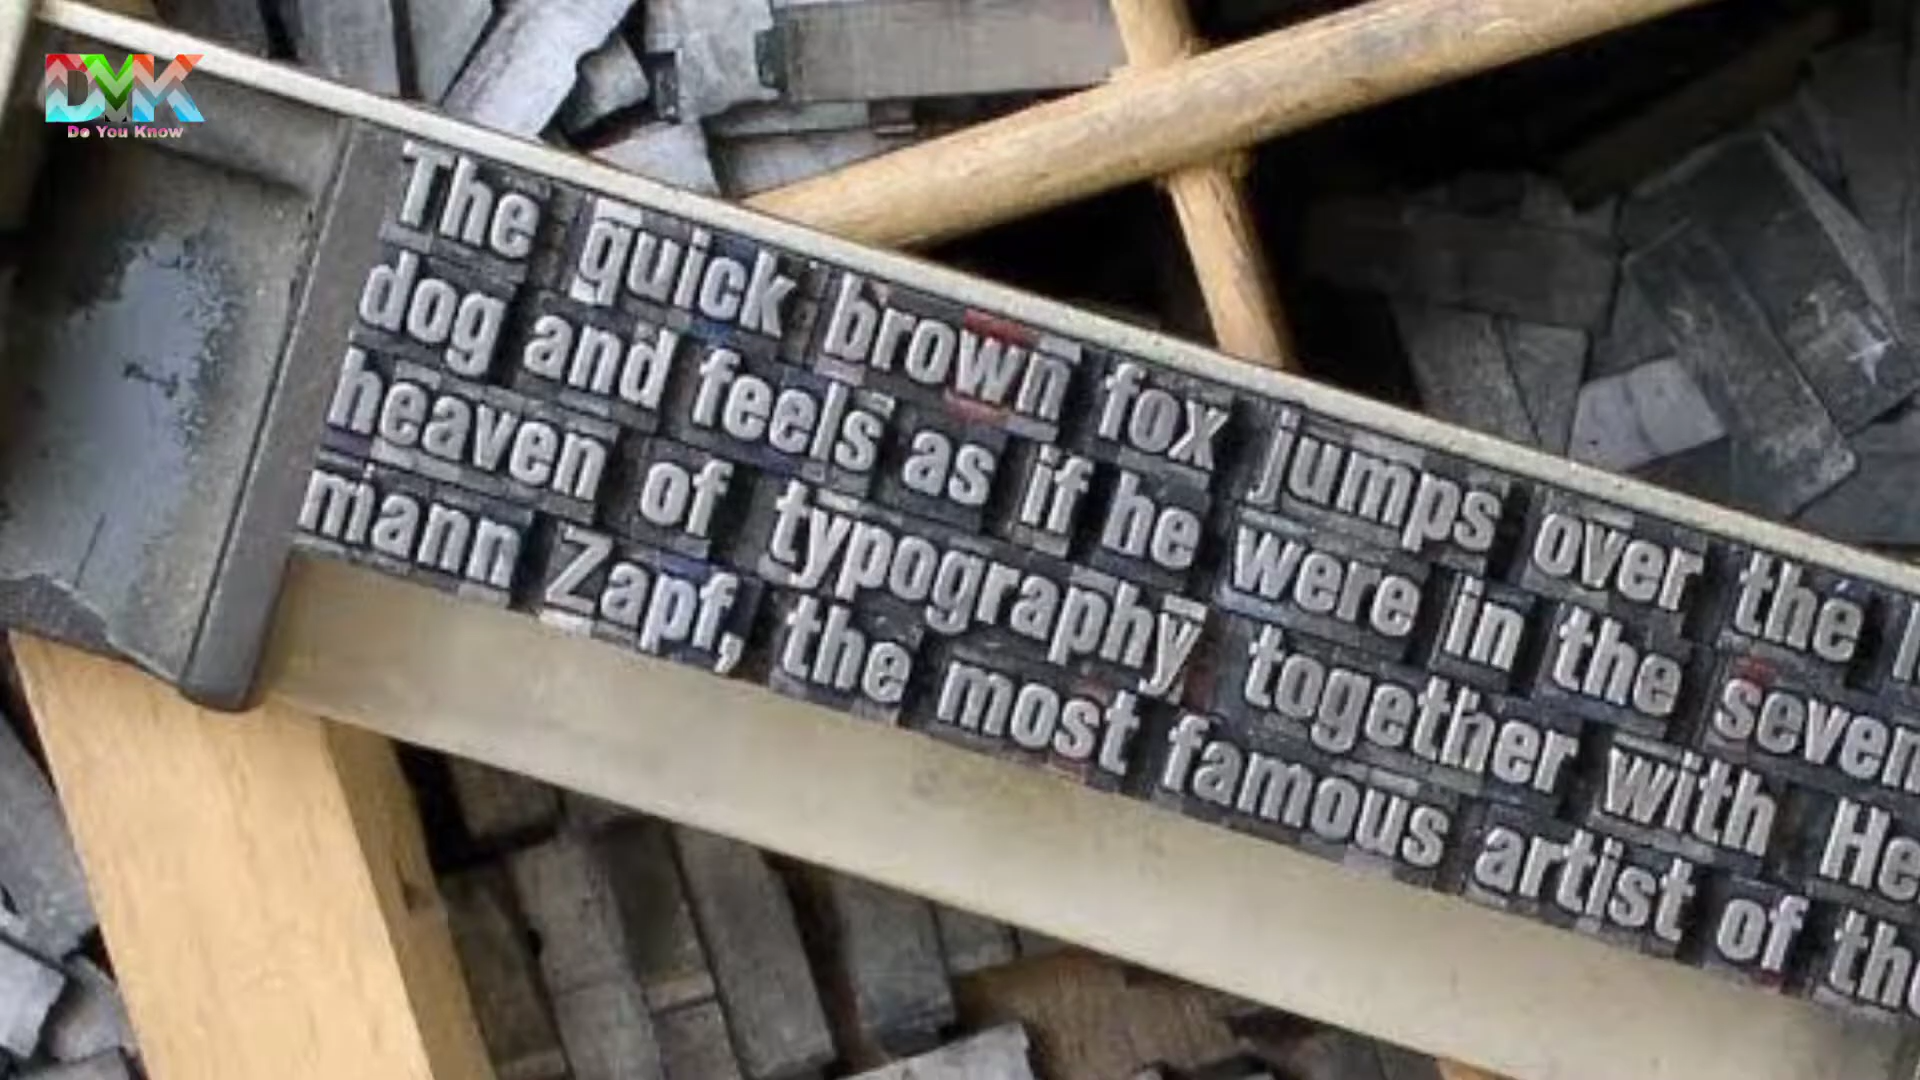 DYK
Do You Know
The quick brown fox jumps over the
dog and feels as if he were in the seven
heaven of typography together with He
mann Zapf, the most famous artist of the